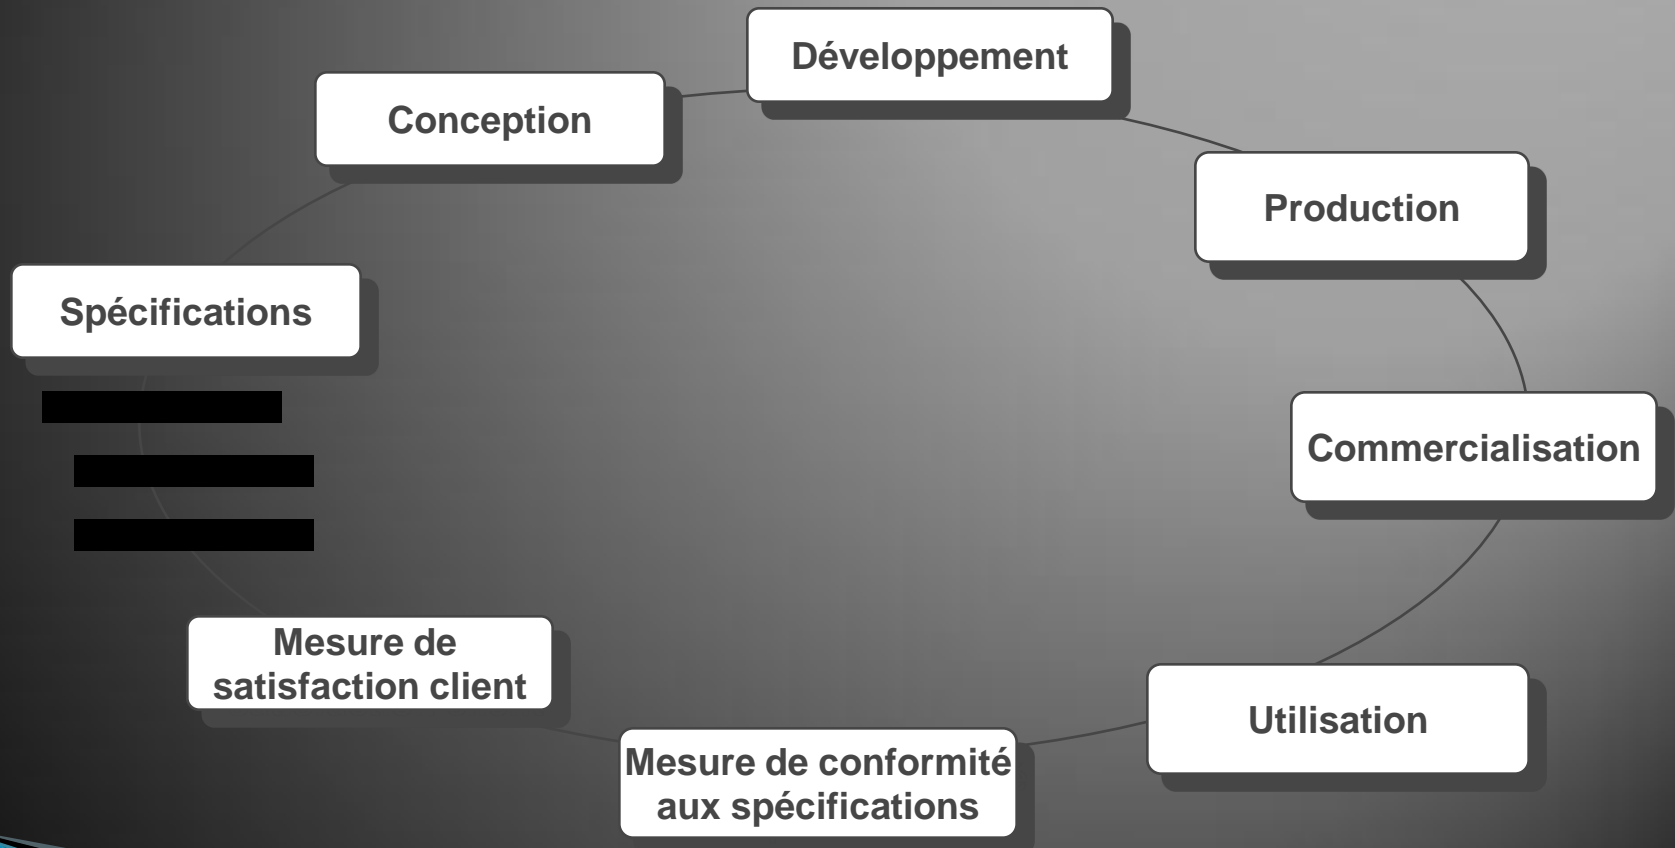 Développement
Conception
Production
Spécifications
Commercialisation
Mesure de
satisfaction client
Utilisation
Mesure de conformité
aux spécifications